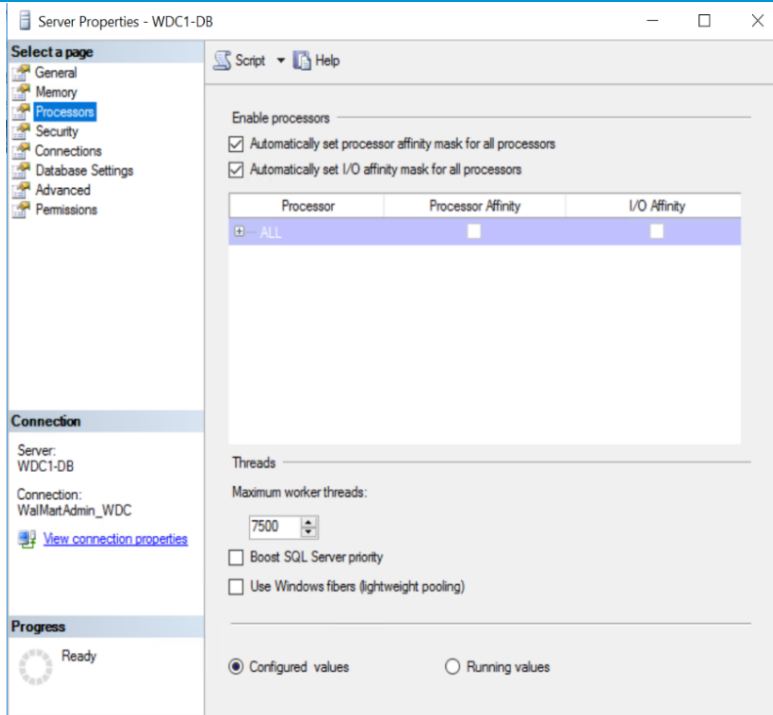 Server Properties - WDC1-DB
Select a page
General
Memory
Processors
Security
Connections
Database Settings
Advanced
Permissions
Connection
Server:
WDC1-DB
Connection:
WalMartAdmin_WDC
View connection properties
Progress
Ready
Script Help
Enable processors
Automatically set processor affinity mask for all processors
Automatically set I/O affinity mask for all processors
Processor Processor Affinity I/O Affinity
ALL
Threads
Maximum worker threads:
7500
Boost SQL Server priority
Use Windows fibers (lightweight pooling)
Configured values Running values